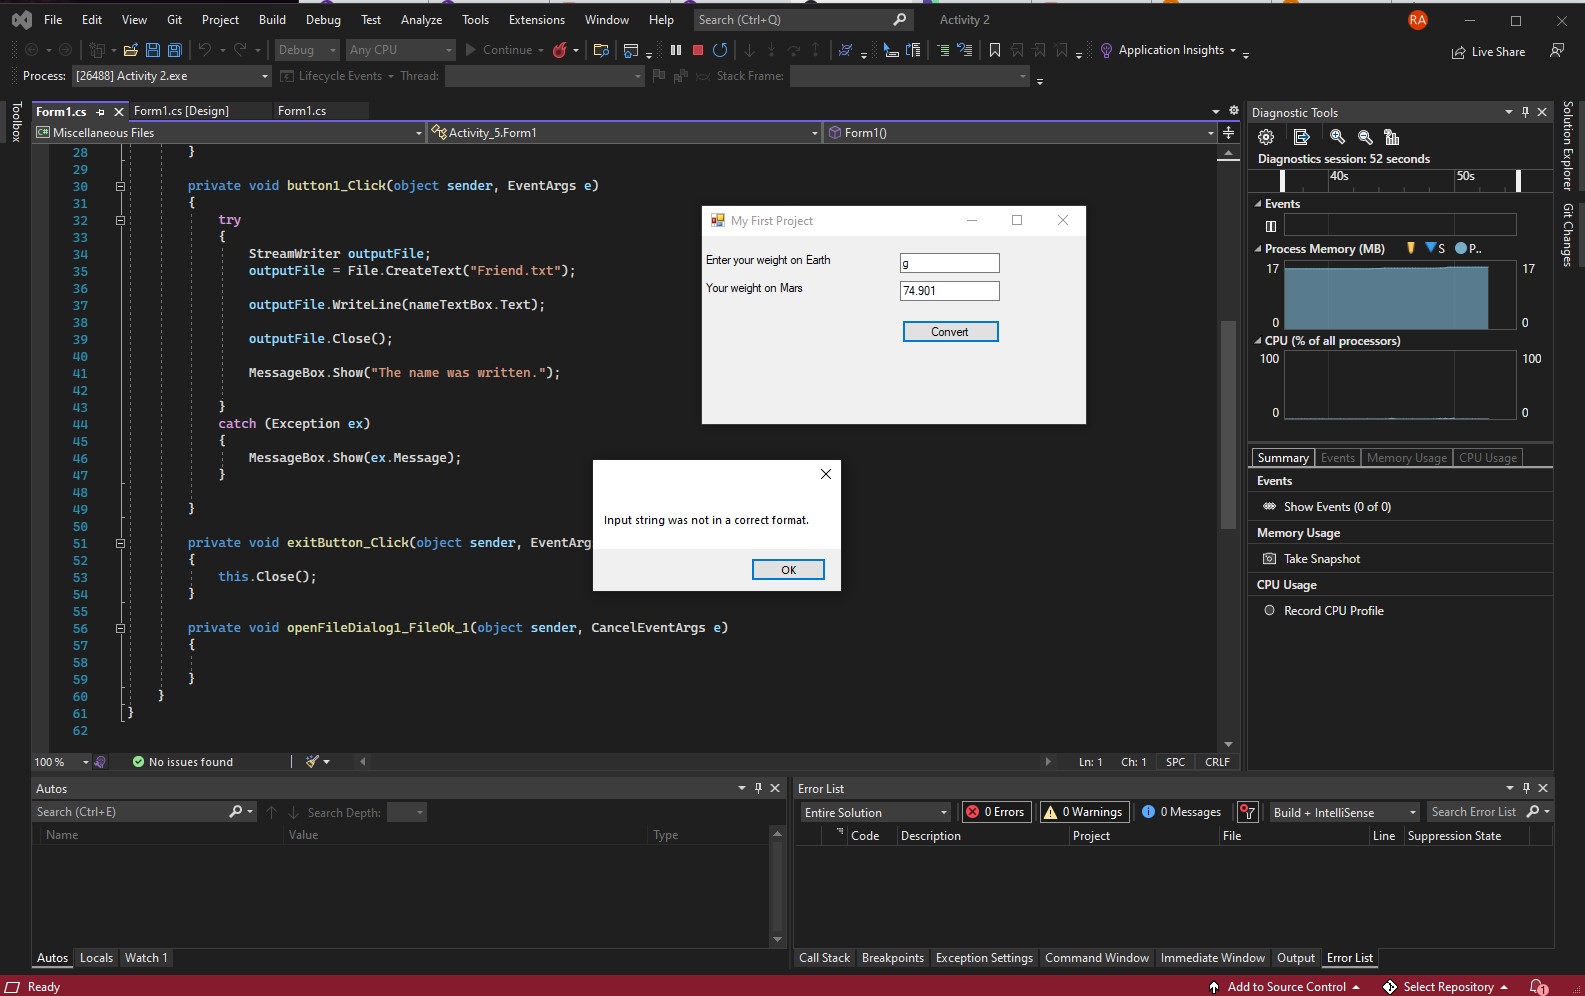 File Edit View Git Project Build Debug Test Analyze Tools Extensions Window Help Search (Ctrl+Q) Activity 2 RA
Debug Any CPU Continue Application Insights Live Share
Process: [26488] Activity 2.exe Lifecycle Events Thread: Stack Frame:
Toolbox
Form1.cs Form1.cs [Design] Form1.cs
C# Miscellaneous Files Activity_5.Form1 Form1()
28 }
29
30 private void button1_Click(object sender, EventArgs e)
31 {
32 try
33 {
34 StreamWriter outputFile;
35 outputFile = File.CreateText("Friend.txt");
36
37 outputFile.WriteLine(nameTextBox.Text);
38
39 outputFile.Close();
40
41 MessageBox.Show("The name was written.");
42
43 }
44 catch (Exception ex)
45 {
46 MessageBox.Show(ex.Message);
47 }
48
49 }
50
51 private void exitButton_Click(object sender, EventArg
52 {
53 this.Close();
54 }
55
56 private void openFileDialog1_FileOk_1(object sender, CancelEventArgs e)
57 {
58
59 }
60 }
61 }
62
My First Project
Enter your weight on Earth g
Your weight on Mars 74.901
Convert
Input string was not in a correct format.
OK
100 % No issues found Ln: 1 Ch: 1 SPC CRLF
Diagnostic Tools
Diagnostics session: 52 seconds
40s 50s
Events
Process Memory (MB) S P..
17 17
0 0
CPU (% of all processors)
100 100
0 0
Summary Events Memory Usage CPU Usage
Events
Show Events (0 of 0)
Memory Usage
Take Snapshot
CPU Usage
Record CPU Profile
Solution Explorer
Git Changes
Autos
Search (Ctrl+E) Search Depth:
Name Value Type
Autos Locals Watch 1
Error List
Entire Solution 0 Errors 0 Warnings 0 Messages Build + IntelliSense Search Error List
Code Description Project File Line Suppression State
Call Stack Breakpoints Exception Settings Command Window Immediate Window Output Error List
Ready Add to Source Control Select Repository 1